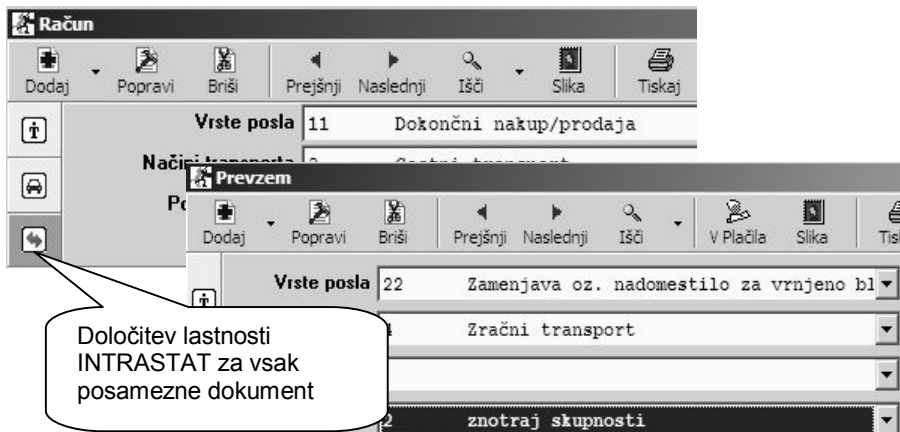 Račun
Dodaj Popravi Briši Prejšnji Naslednji Išči Slika Tiskaj
Vrste posla 11 Dokončni nakup/prodaja
Prevzem
Dodaj Popravi Briši Prejšnji Naslednji Išči V Plačila Slika
Vrste posla 22 Zamenjava oz. nadomestilo za vrnjeno bl
Zračni transport
2 znotraj skupnosti
Določitev lastnosti
INTRASTAT za vsak
posamezne dokument